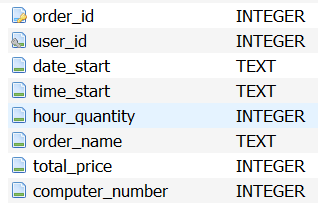 order_id INTEGER
user_id INTEGER
date_start TEXT
time_start TEXT
hour_quantity INTEGER
order_name TEXT
total_price INTEGER
computer_number INTEGER